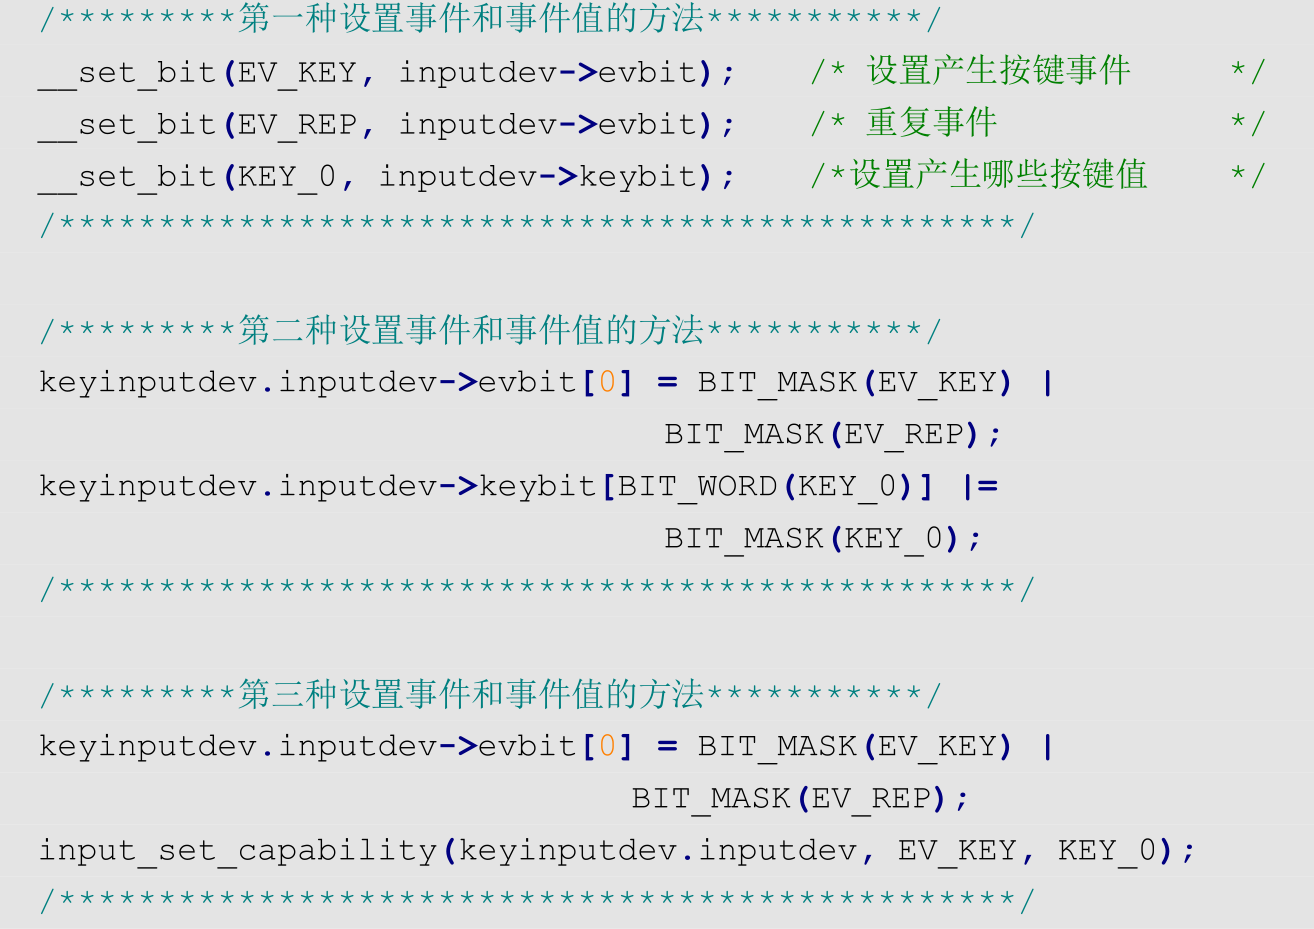 /*********第一种设置事件和事件值的方法***********/
__set_bit(EV_KEY, inputdev->evbit); /* 设置产生按键事件 */
__set_bit(EV_REP, inputdev->evbit); /* 重复事件 */
__set_bit(KEY_0, inputdev->keybit); /*设置产生哪些按键值 */
/************************************************/
/*********第二种设置事件和事件值的方法***********/
keyinputdev.inputdev->evbit[0] = BIT_MASK(EV_KEY) |
BIT_MASK(EV_REP);
keyinputdev.inputdev->keybit[BIT_WORD(KEY_0)] |=
BIT_MASK(KEY_0);
/************************************************/
/*********第三种设置事件和事件值的方法***********/
keyinputdev.inputdev->evbit[0] = BIT_MASK(EV_KEY) |
BIT_MASK(EV_REP);
input_set_capability(keyinputdev.inputdev, EV_KEY, KEY_0);
/************************************************/